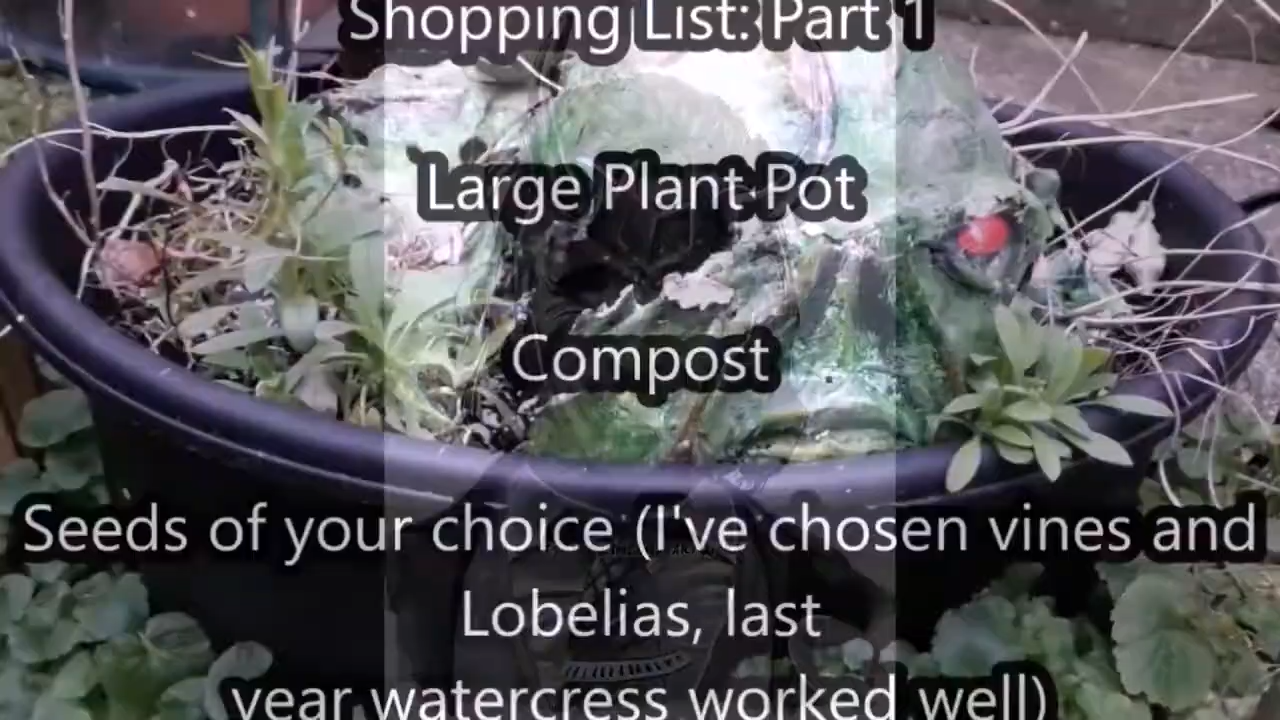 Shopping List: Part 1
Large Plant Pot
Compost
Seeds of your choice (I've chosen vines and
Lobelias, last
year watercress worked well)